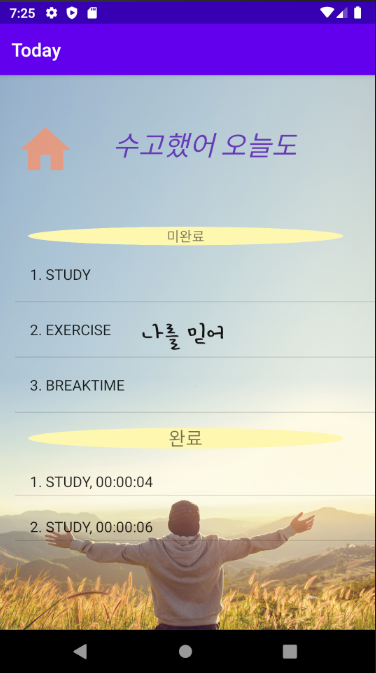 7:25
Today
수고했어 오늘도
미완료
1. STUDY
2. EXERCISE
나를 믿어
3. BREAKTIME
완료
1. STUDY, 00:00:04
2. STUDY, 00:00:06